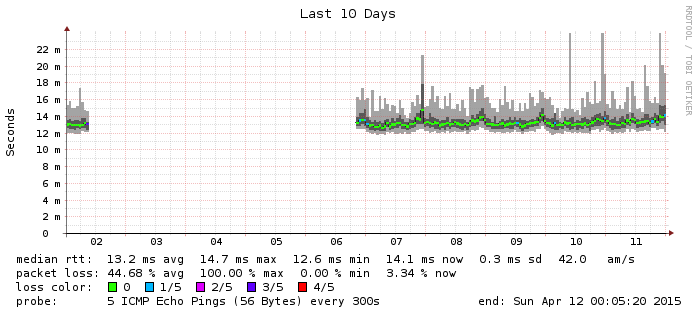 Last 10 Days
RRDTOOL / TOBI OETIKER
Seconds
22 m
20 m
18 m
16 m
14 m
12 m
10 m
8 m
6 m
4 m
2 m
0
02 03 04 05 06 07 08 09 10 11
median rtt: 13.2 ms avg 14.7 ms max 12.6 ms min 14.1 ms now 0.3 ms sd 42.0 am/s
packet loss: 44.68 % avg 100.00 % max 0.00 % min 3.34 % now
loss color: 0 1/5 2/5 3/5 4/5
probe: 5 ICMP Echo Pings (56 Bytes) every 300s end: Sun Apr 12 00:05:20 2015